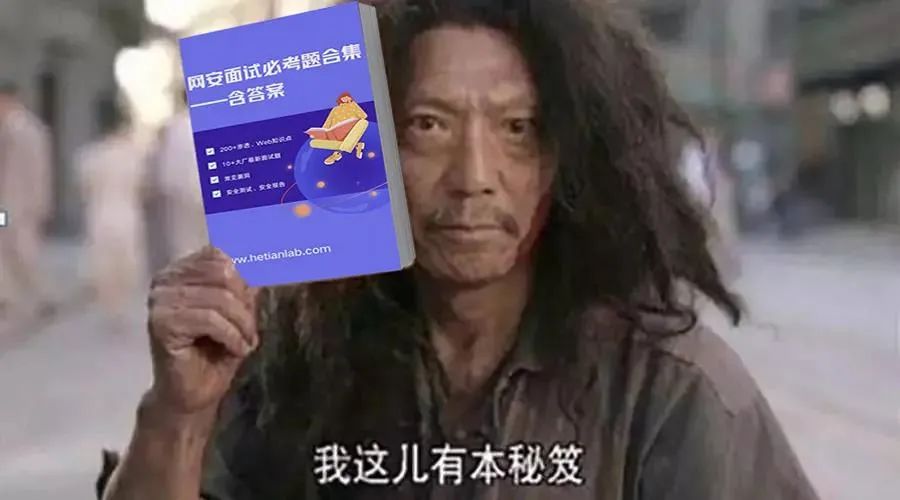 网安面试必考题合集
——含答案
200+渗透、Web知识点
10+大厂最新面试题
常见漏洞
安全测试、安全报告
www.hetianlab.com
我这儿有本秘笈